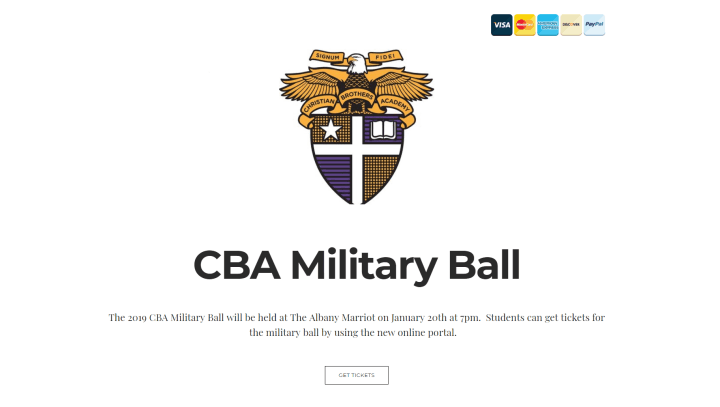 VISA
MasterCard
AMERICAN EXPRESS
DISCOVER
PayPal
SIGNUM FIDEI
CHRISTIAN BROTHERS ACADEMY
CBA Military Ball
The 2019 CBA Military Ball will be held at The Albany Marriot on January 20th at 7pm. Students can get tickets for
the military ball by using the new online portal.
GET TICKETS